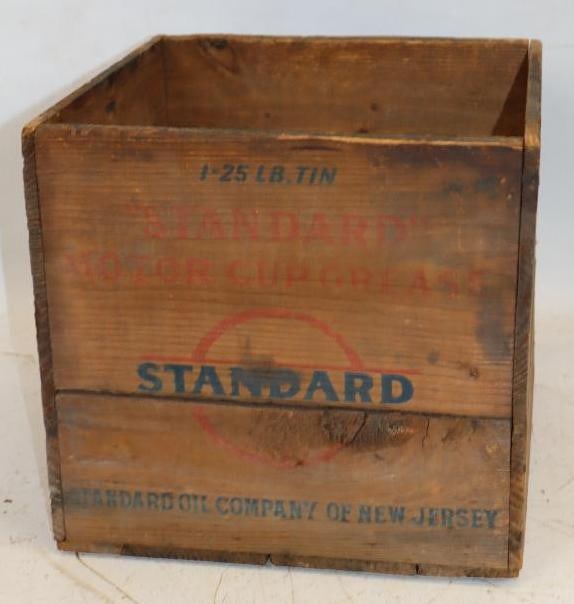 1-25 LB. TIN
"STANDARD"
MOTOR CUP GREASE
STANDARD
STANDARD OIL COMPANY OF NEW JERSEY